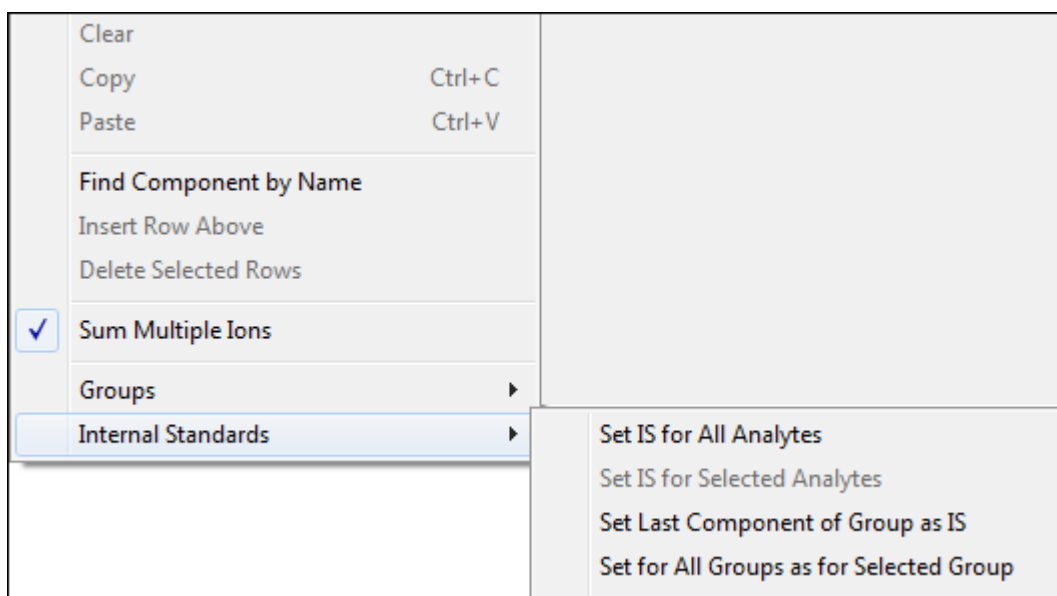 Clear
Copy Ctrl+C
Paste Ctrl+V
Find Component by Name
Insert Row Above
Delete Selected Rows
Sum Multiple Ions
Groups
Internal Standards
Set IS for All Analytes
Set IS for Selected Analytes
Set Last Component of Group as IS
Set for All Groups as for Selected Group